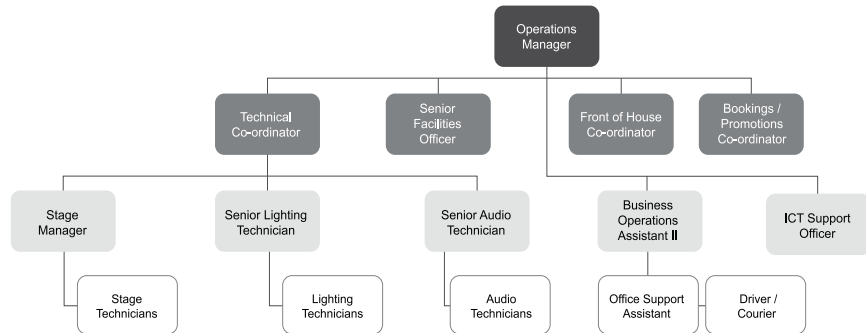 Operations
Manager
Technical
Co-ordinator
Senior
Facilities
Officer
Front of House
Co-ordinator
Bookings /
Promotions
Co-ordinator
Stage
Manager
Senior Lighting
Technician
Senior Audio
Technician
Business
Operations
Assistant II
ICT Support
Officer
Stage
Technicians
Lighting
Technicians
Audio
Technicians
Office Support
Assistant
Driver /
Courier